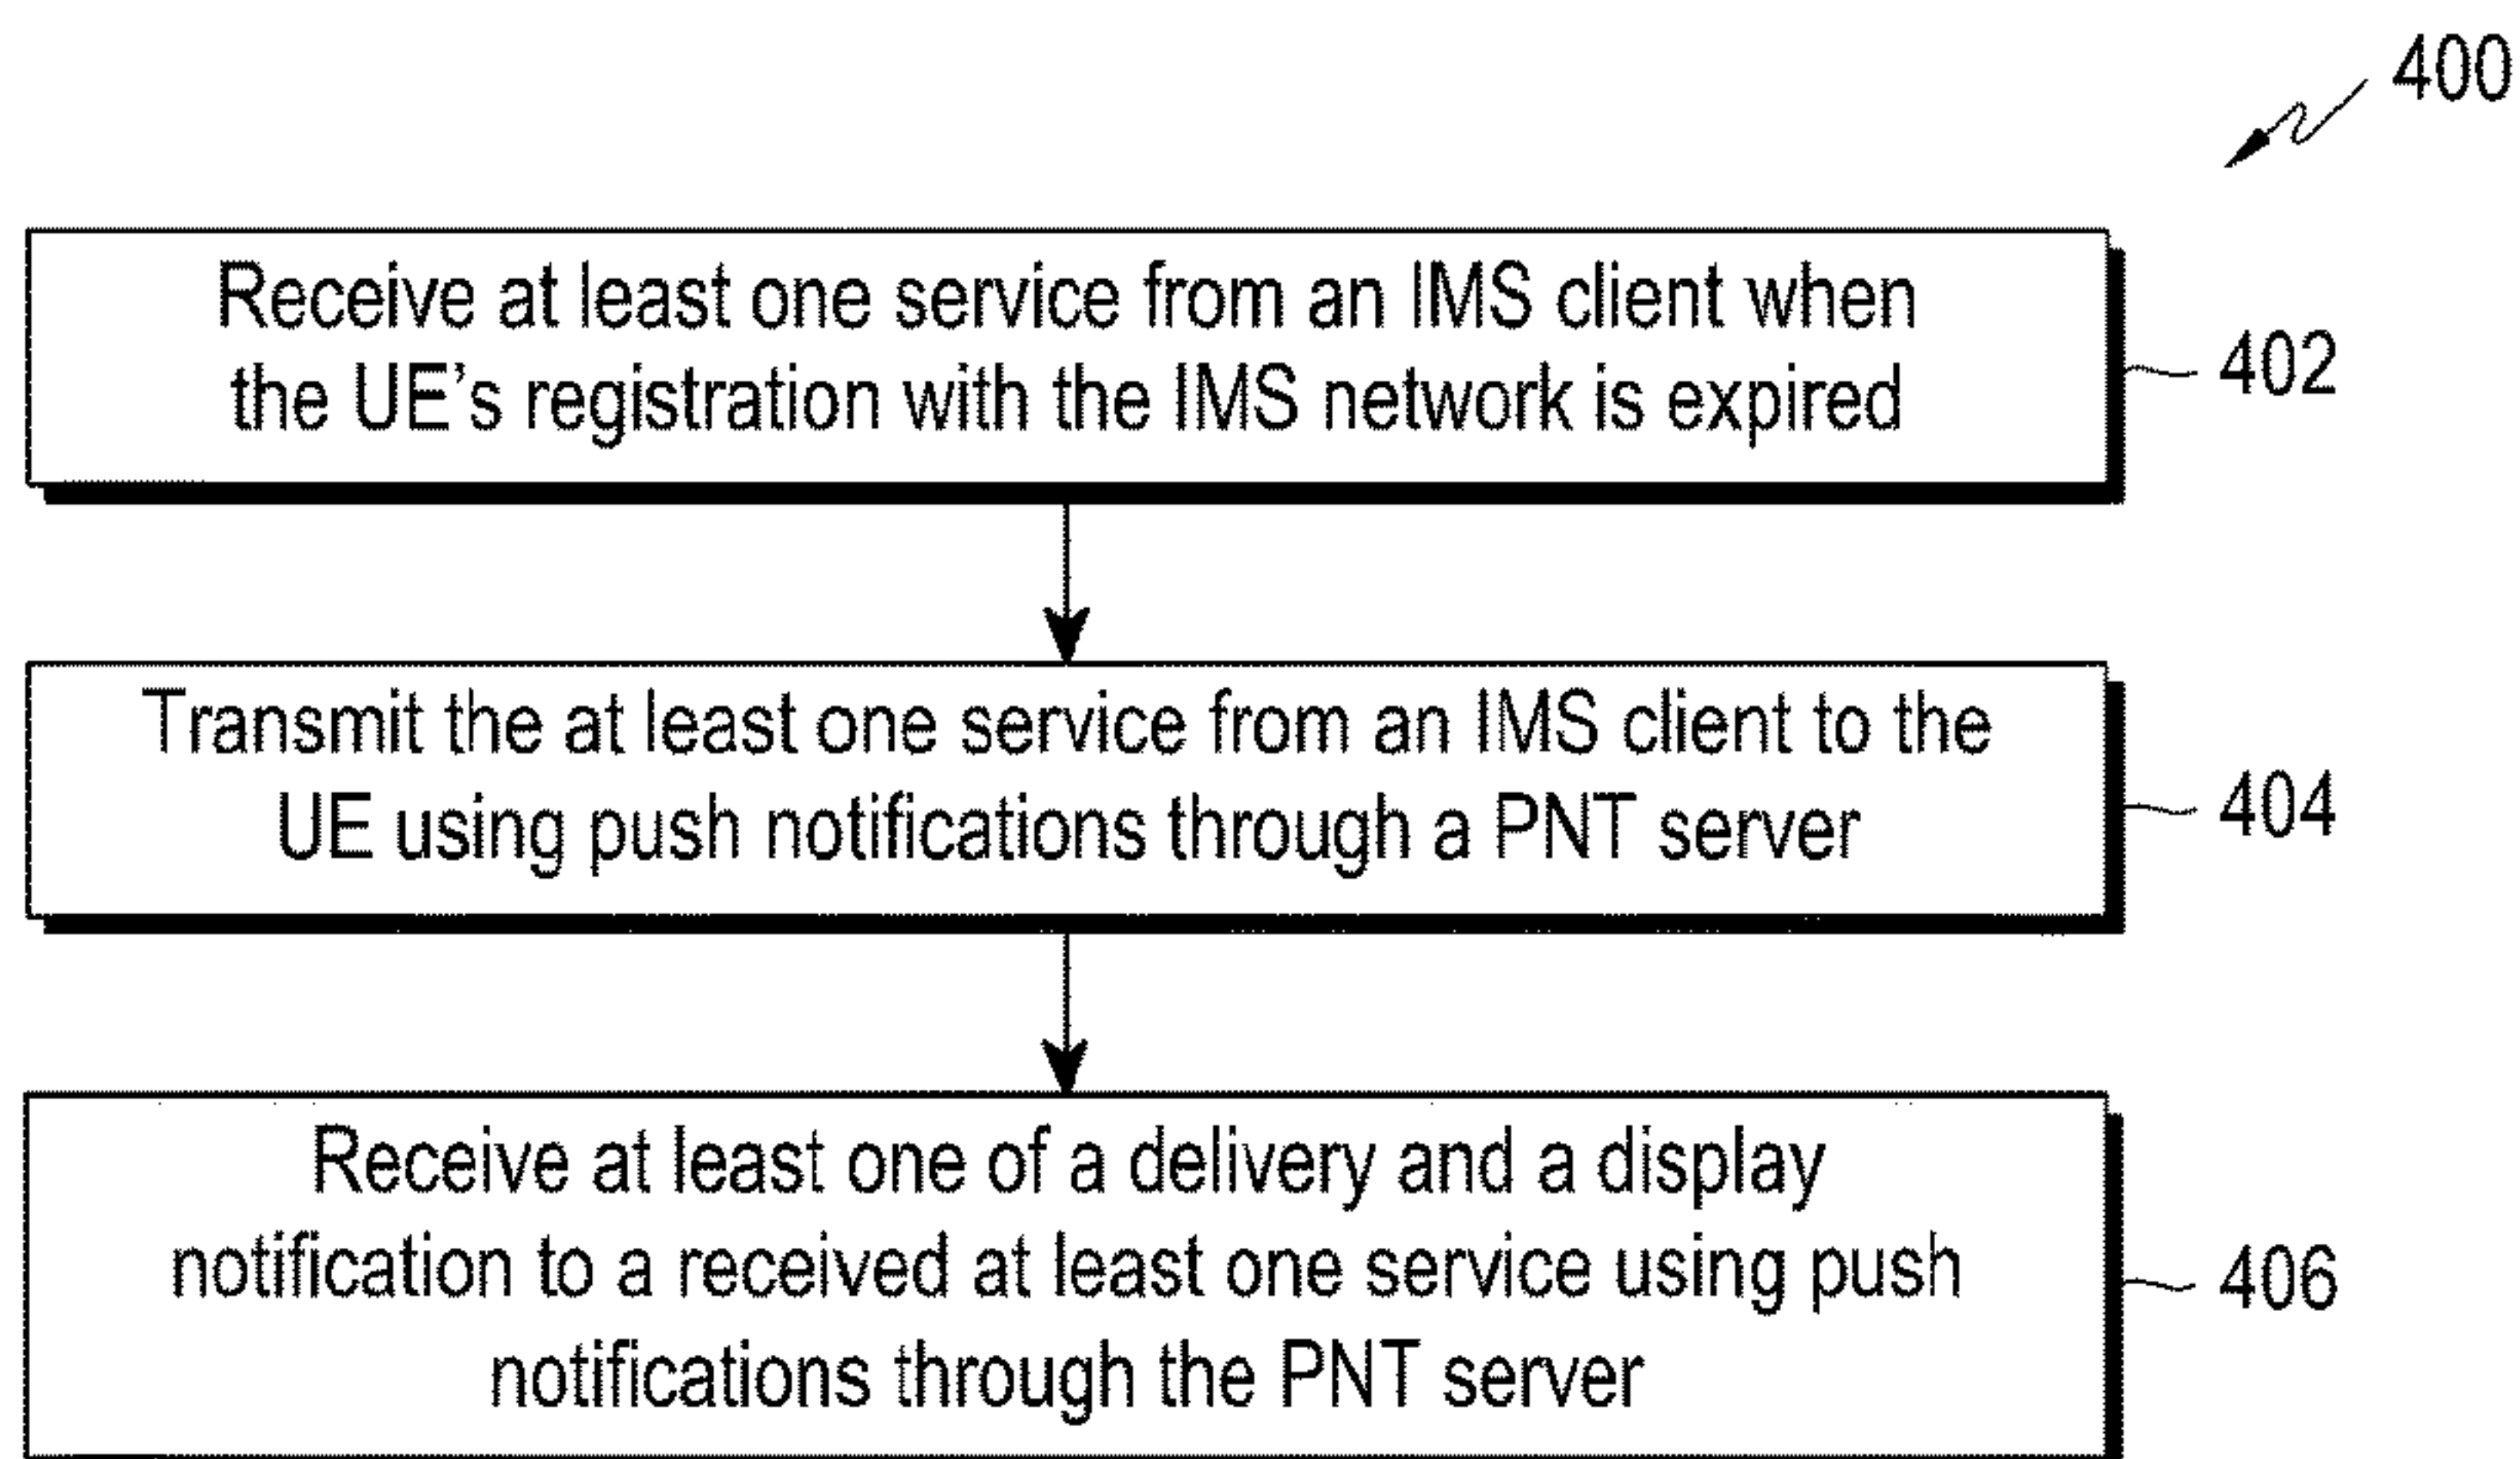 400
Receive at least one service from an IMS client when
the UE's registration with the IMS network is expired
402
Transmit the at least one service from an IMS client to the
UE using push notifications through a PNT server
404
Receive at least one of a delivery and a display
notification to a received at least one service using push
notifications through the PNT server
406